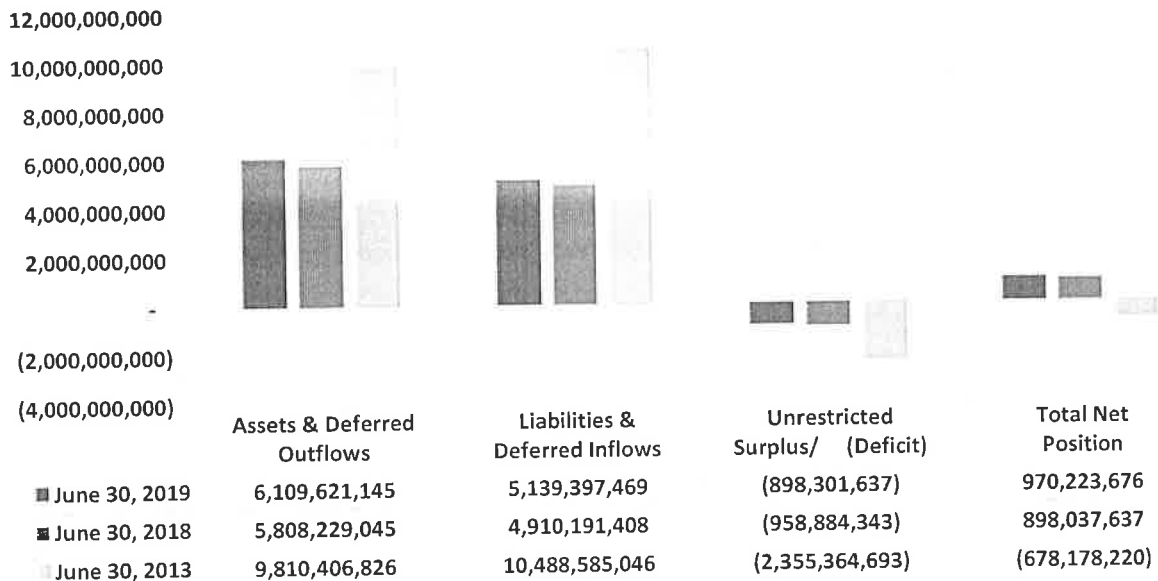 12,000,000,000
10,000,000,000
8,000,000,000
6,000,000,000
4,000,000,000
2,000,000,000
-
(2,000,000,000)
(4,000,000,000)
Assets & Deferred Outflows
Liabilities & Deferred Inflows
Unrestricted Surplus/ (Deficit)
Total Net Position
June 30, 2019 6,109,621,145 5,139,397,469 (898,301,637) 970,223,676
June 30, 2018 5,808,229,045 4,910,191,408 (958,884,343) 898,037,637
June 30, 2013 9,810,406,826 10,488,585,046 (2,355,364,693) (678,178,220)